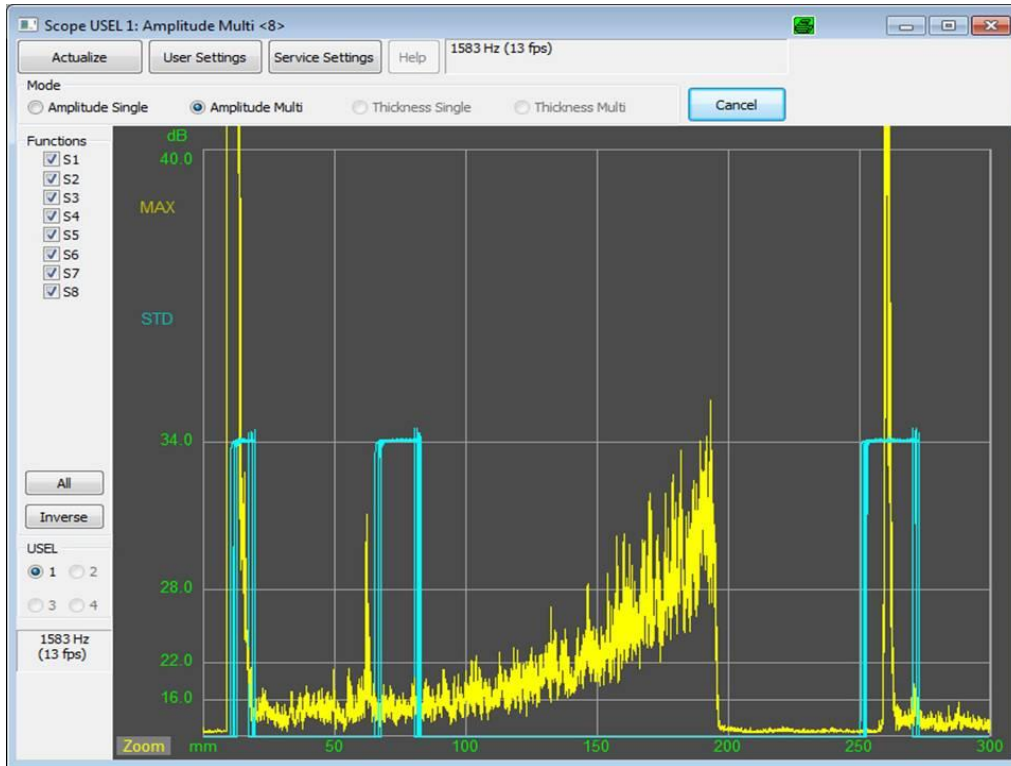 Scope USEL 1: Amplitude Multi <8>
Actualize User Settings Service Settings Help 1583 Hz (13 fps)
Mode
Amplitude Single Amplitude Multi Thickness Single Thickness Multi Cancel
Functions
S1
S2
S3
S4
S5
S6
S7
S8
All
Inverse
USEL
1 2
3 4
1583 Hz
(13 fps)
dB
40.0
MAX
STD
34.0
28.0
22.0
16.0
Zoom mm 50 100 150 200 250 300